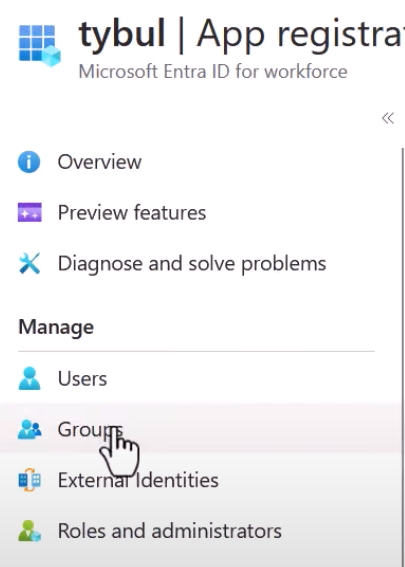 tybul | App registra
Microsoft Entra ID for workforce
Overview
Preview features
Diagnose and solve problems
Manage
Users
Groups
External Identities
Roles and administrators